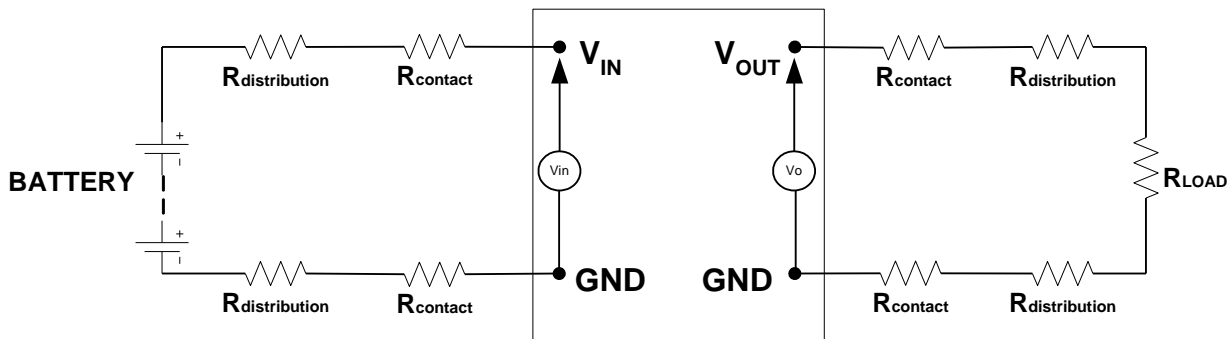 Rdistribution
Rcontact
VIN
VOUT
Rcontact
Rdistribution
+
-
BATTERY
Vin
Vo
RLOAD
+
-
Rdistribution
Rcontact
GND
GND
Rcontact
Rdistribution